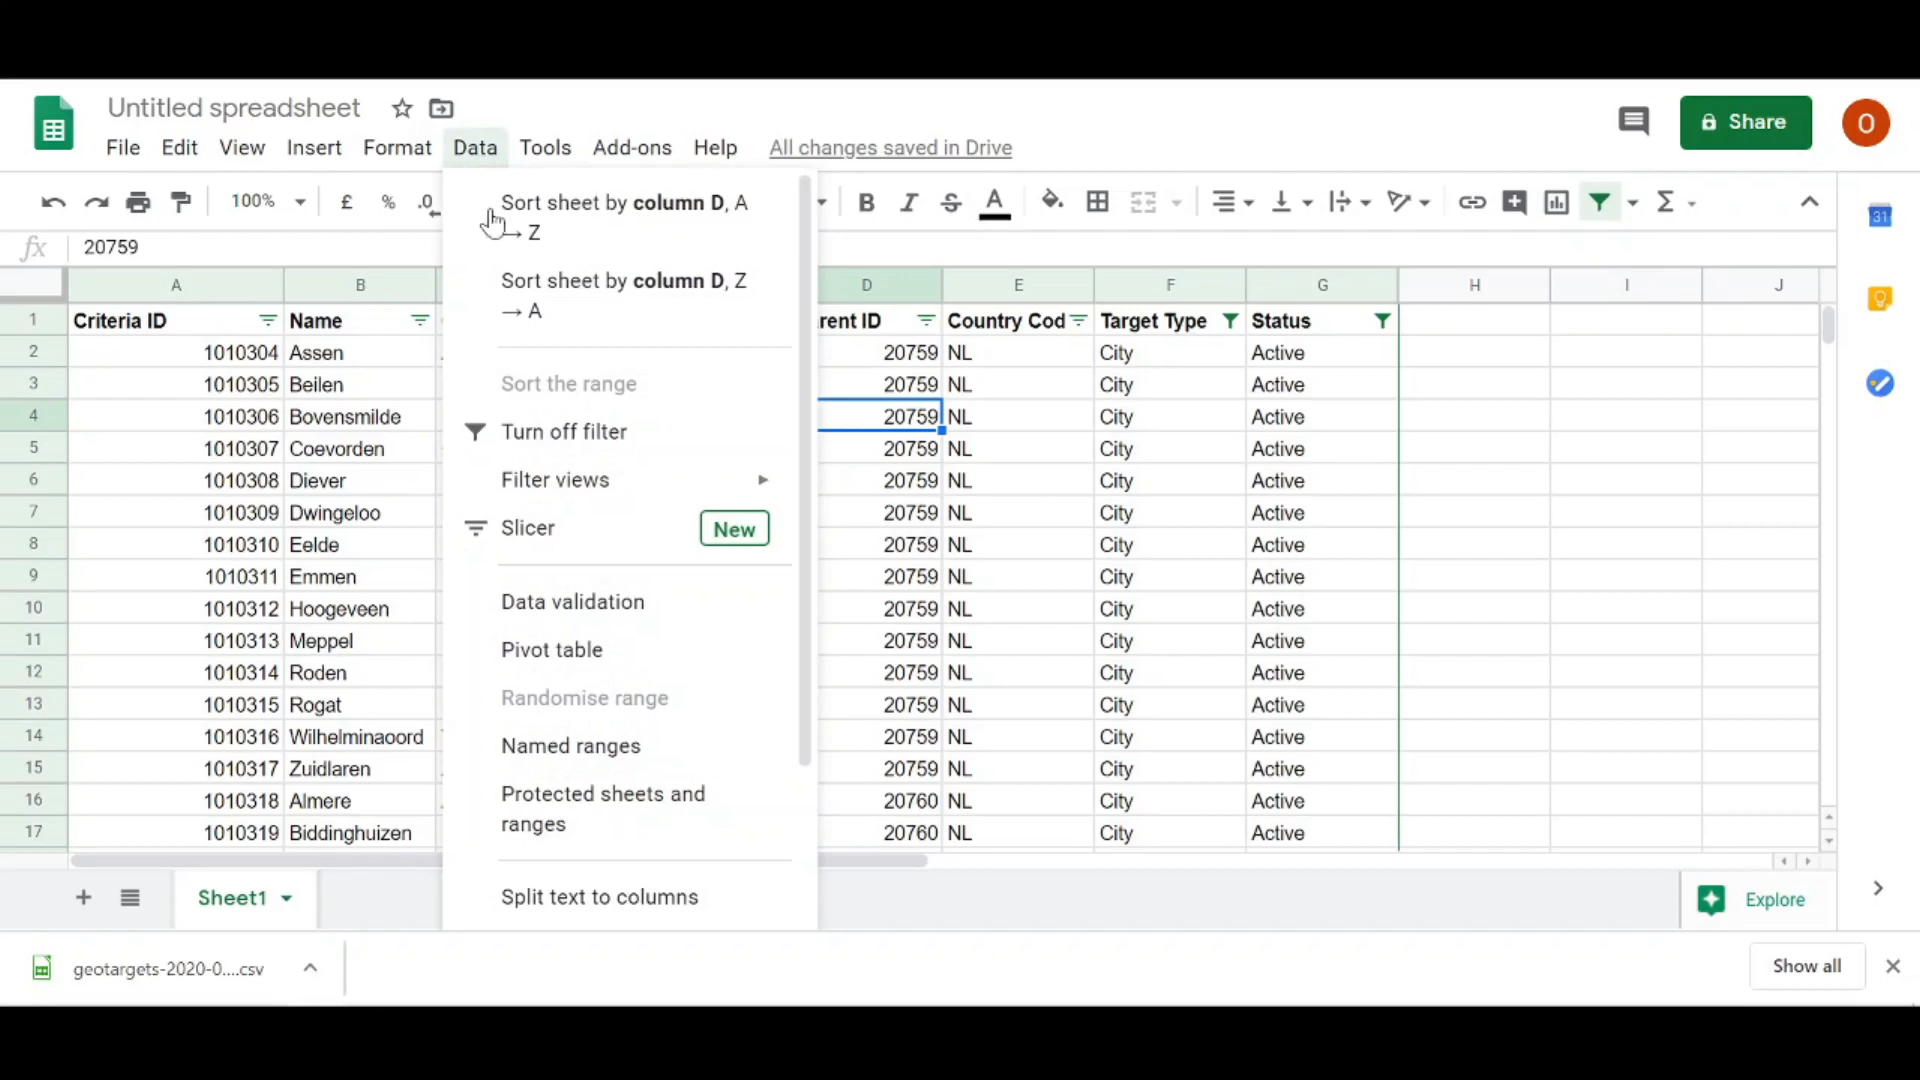 Untitled spreadsheet
Share
O
File Edit View Insert Format Data Tools Add-ons Help All changes saved in Drive
100% £ % .0 B I S A Σ
31
fx 20759
Sort sheet by column D, A
→ Z
Sort sheet by column D, Z
→ A
Sort the range
Turn off filter
Filter views
Slicer New
Data validation
Pivot table
Randomise range
Named ranges
Protected sheets and
ranges
Split text to columns
A B D E F G H I J
1 Criteria ID Name rent ID Country Cod Target Type Status
2 1010304 Assen 20759 NL City Active
3 1010305 Beilen 20759 NL City Active
4 1010306 Bovensmilde 20759 NL City Active
5 1010307 Coevorden 20759 NL City Active
6 1010308 Diever 20759 NL City Active
7 1010309 Dwingeloo 20759 NL City Active
8 1010310 Eelde 20759 NL City Active
9 1010311 Emmen 20759 NL City Active
10 1010312 Hoogeveen 20759 NL City Active
11 1010313 Meppel 20759 NL City Active
12 1010314 Roden 20759 NL City Active
13 1010315 Rogat 20759 NL City Active
14 1010316 Wilhelminaoord 20759 NL City Active
15 1010317 Zuidlaren 20759 NL City Active
16 1010318 Almere 20760 NL City Active
17 1010319 Biddinghuizen 20760 NL City Active
Sheet1
Explore
geotargets-2020-0....csv
Show all